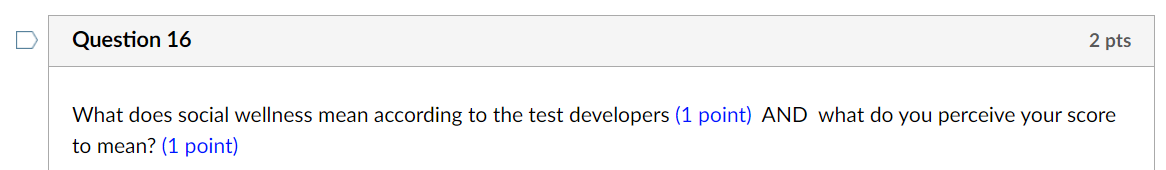 Question 16
2 pts
What does social wellness mean according to the test developers (1 point)  AND  what do you perceive your score
to mean? (1 point)